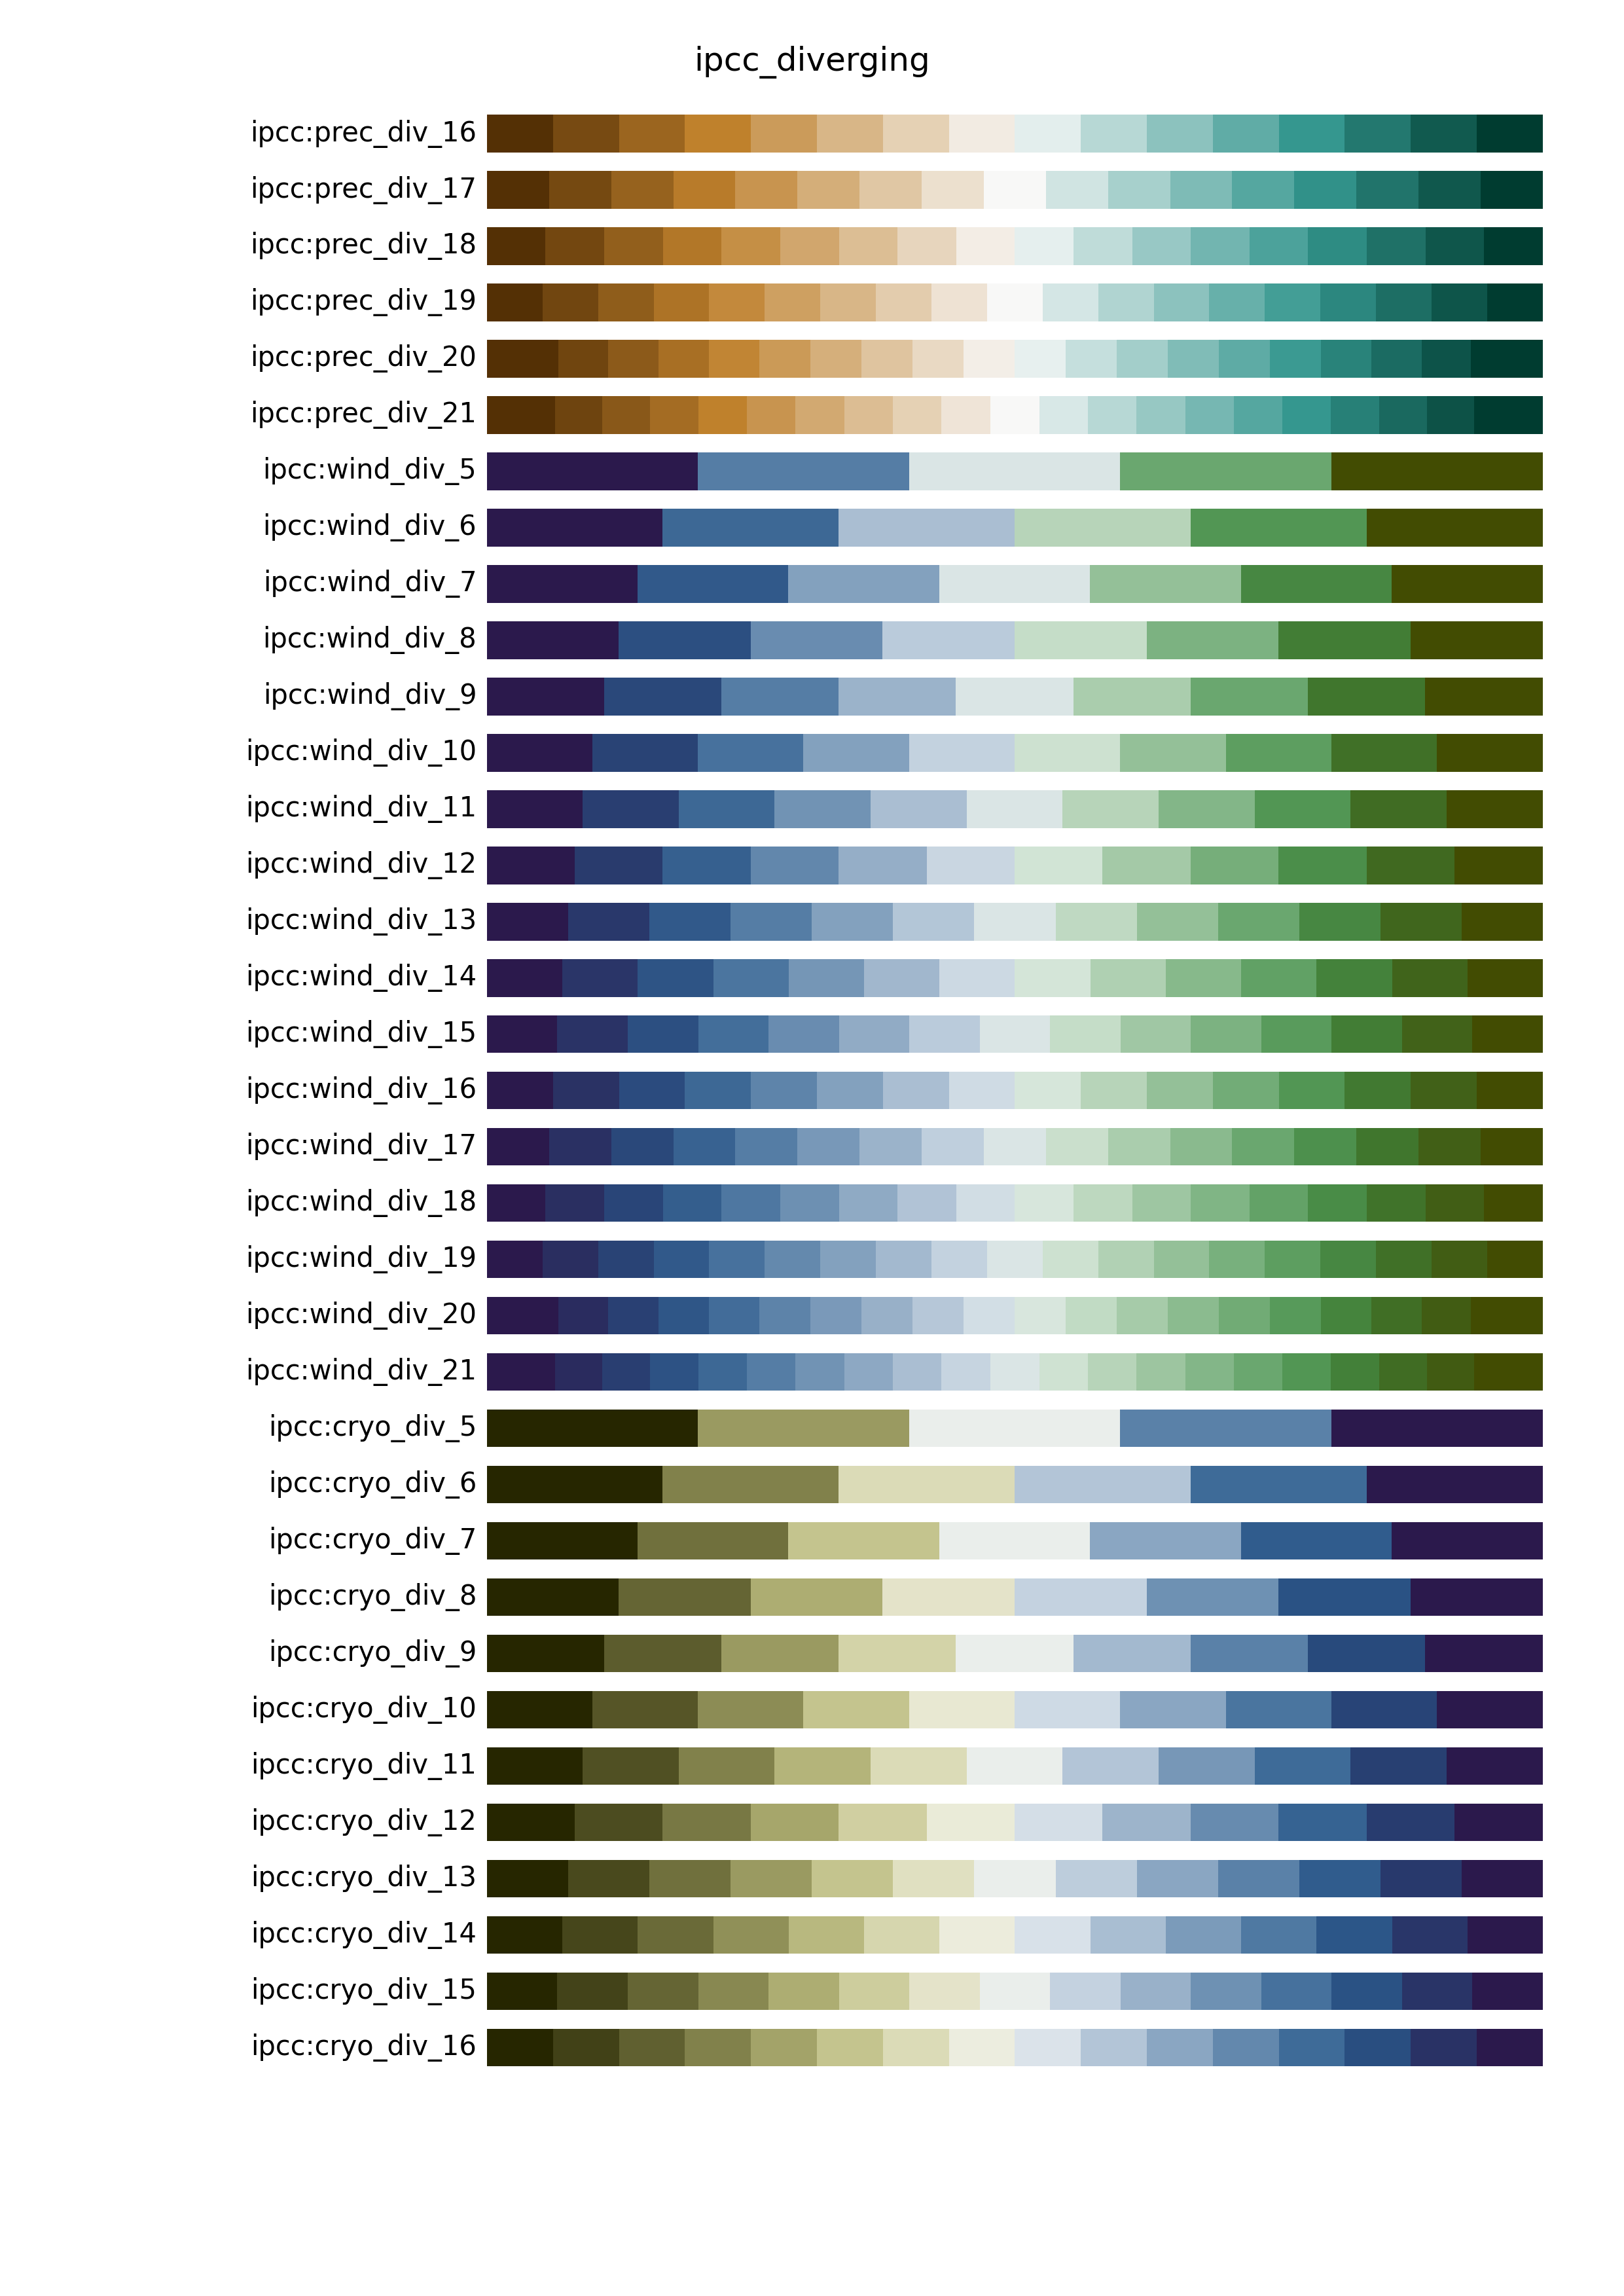 ipcc_diverging
ipcc:prec_div_16
ipcc:prec_div_17
ipcc:prec_div_18
ipcc:prec_div_19
ipcc:prec_div_20
ipcc:prec_div_21
ipcc:wind_div_5
ipcc:wind_div_6
ipcc:wind_div_7
ipcc:wind_div_8
ipcc:wind_div_9
ipcc:wind_div_10
ipcc:wind_div_11
ipcc:wind_div_12
ipcc:wind_div_13
ipcc:wind_div_14
ipcc:wind_div_15
ipcc:wind_div_16
ipcc:wind_div_17
ipcc:wind_div_18
ipcc:wind_div_19
ipcc:wind_div_20
ipcc:wind_div_21
ipcc:cryo_div_5
ipcc:cryo_div_6
ipcc:cryo_div_7
ipcc:cryo_div_8
ipcc:cryo_div_9
ipcc:cryo_div_10
ipcc:cryo_div_11
ipcc:cryo_div_12
ipcc:cryo_div_13
ipcc:cryo_div_14
ipcc:cryo_div_15
ipcc:cryo_div_16